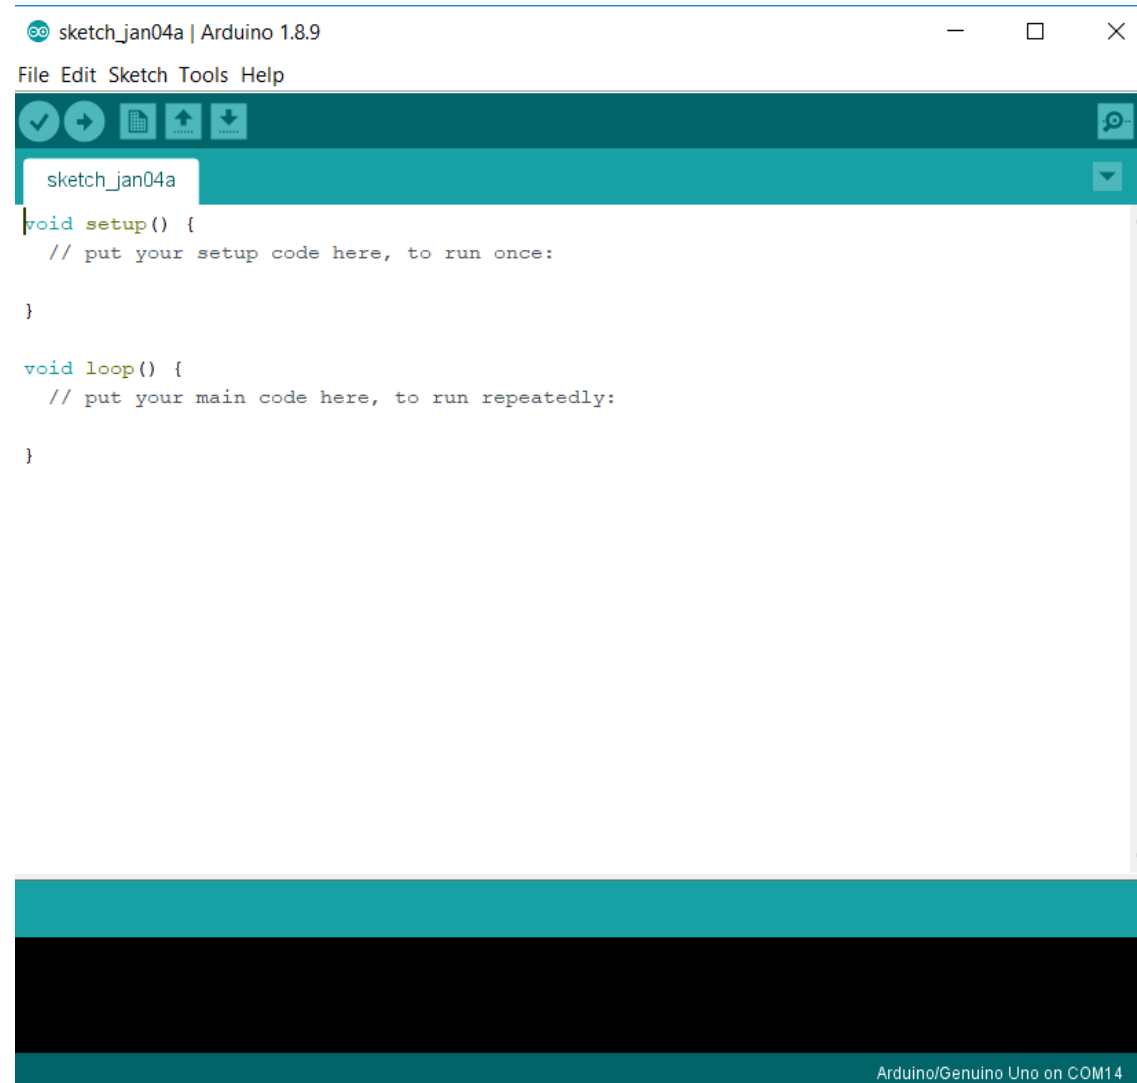 sketch_jan04a | Arduino 1.8.9
File Edit Sketch Tools Help
sketch_jan04a
void setup() {
  // put your setup code here, to run once:

}

void loop() {
  // put your main code here, to run repeatedly:

}
Arduino/Genuino Uno on COM14